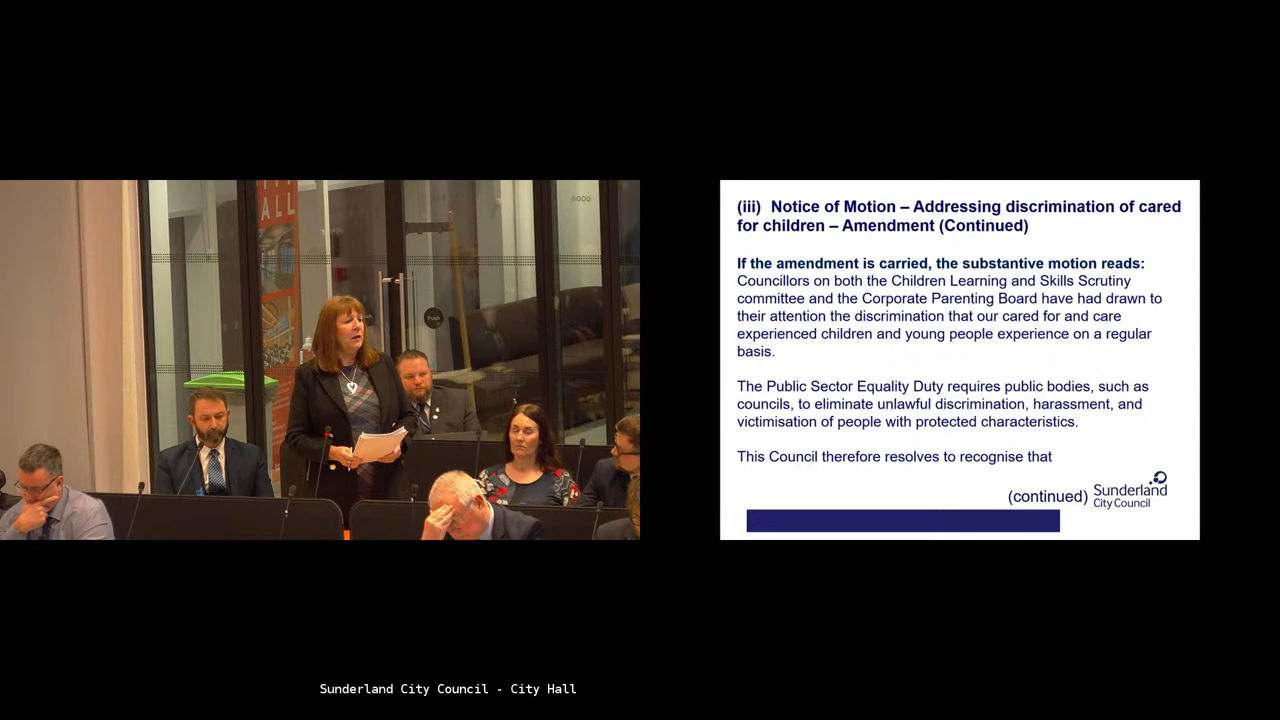 ALL
Push
(iii) Notice of Motion – Addressing discrimination of cared
for children – Amendment (Continued)
If the amendment is carried, the substantive motion reads:
Councillors on both the Children Learning and Skills Scrutiny
committee and the Corporate Parenting Board have had drawn to
their attention the discrimination that our cared for and care
experienced children and young people experience on a regular
basis.
The Public Sector Equality Duty requires public bodies, such as
councils, to eliminate unlawful discrimination, harassment, and
victimisation of people with protected characteristics.
This Council therefore resolves to recognise that
(continued)
Sunderland
City Council
Sunderland City Council - City Hall